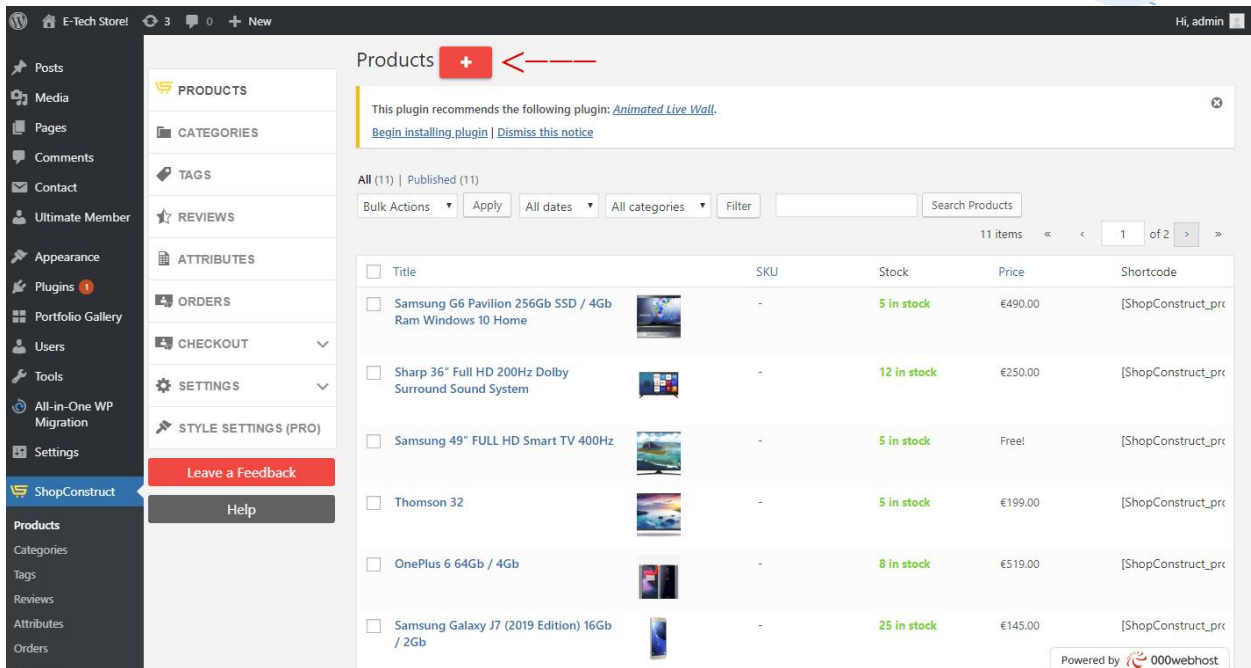 E-Tech Store! 3 0 + New Hi, admin
Posts
Media
Pages
Comments
Contact
Ultimate Member
Appearance
Plugins 1
Portfolio Gallery
Users
Tools
All-in-One WP
Migration
Settings
ShopConstruct
Products
Categories
Tags
Reviews
Attributes
Orders
PRODUCTS
CATEGORIES
TAGS
REVIEWS
ATTRIBUTES
ORDERS
CHECKOUT
SETTINGS
STYLE SETTINGS (PRO)
Leave a Feedback
Help
Products +
This plugin recommends the following plugin: Animated Live Wall.
Begin installing plugin | Dismiss this notice
All (11) | Published (11)
Bulk Actions Apply All dates All categories Filter Search Products
11 items « ‹ 1 of 2 › »
Title SKU Stock Price Shortcode
Samsung G6 Pavilion 256Gb SSD / 4Gb - 5 in stock €490.00 [ShopConstruct_prc
Ram Windows 10 Home
Sharp 36″ Full HD 200Hz Dolby - 12 in stock €250.00 [ShopConstruct_prc
Surround Sound System
Samsung 49″ FULL HD Smart TV 400Hz - 5 in stock Free! [ShopConstruct_prc
Thomson 32 - 5 in stock €199.00 [ShopConstruct_prc
OnePlus 6 64Gb / 4Gb - 8 in stock €519.00 [ShopConstruct_prc
Samsung Galaxy J7 (2019 Edition) 16Gb - 25 in stock €145.00 [ShopConstruct_prc
/ 2Gb
Powered by 000webhost